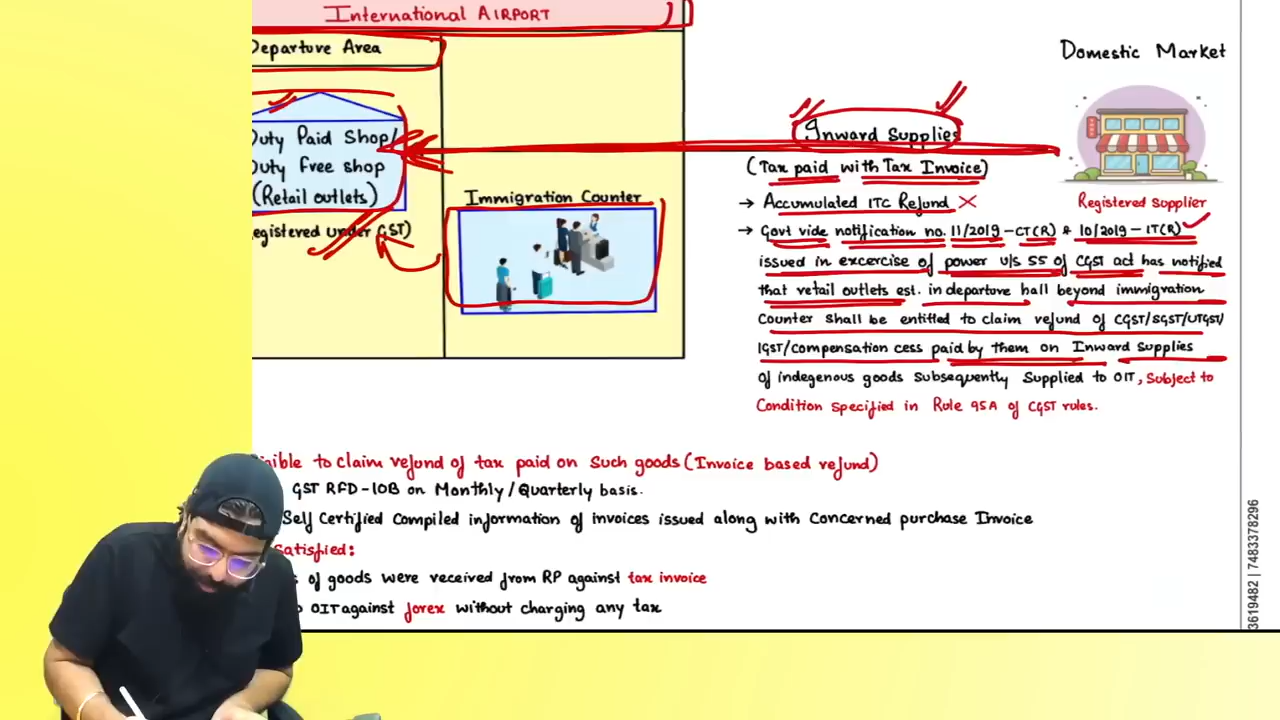 International AIRPORT
Departure Area
Duty Paid Shop/
Duty Free shop
(Retail outlets)
egistered under GST)
Immigration Counter
Domestic Market
Inward Supplies
(Tax paid with Tax Invoice)
Registered Supplier
→ Accumulated ITC Refund ✗
→ Govt vide notification no. 11/2019-CT(R) & 10/2019-IT(R)
issued in excercise of power u/s 55 of CGST act has notified
that retail outlets est. in departure hall beyond immigration
Counter shall be entitled to claim refund of CGST/SGST/UTGST/
IGST/compensation cess paid by them on Inward Supplies
Of indegenous goods Subsequently Supplied to OIT, Subject to
Condition specified in Rule 95A of CGST rules.
ible to claim refund of tax paid on Such goods (Invoice based refund)
GST RFD-10B on Monthly/Quarterly basis.
Self Certified Compiled information of invoices issued along with Concerned purchase Invoice
Satisfied:
of goods were received from RP against tax invoice
OIT against forex without charging any tax
3619482 | 7483378296